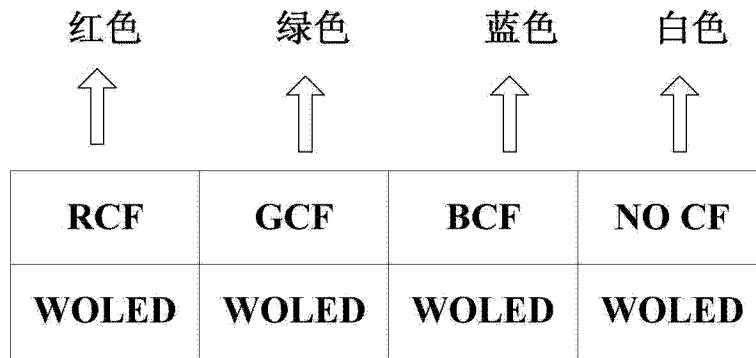 红色 绿色 蓝色 白色
RCF GCF BCF NO CF
WOLED WOLED WOLED WOLED